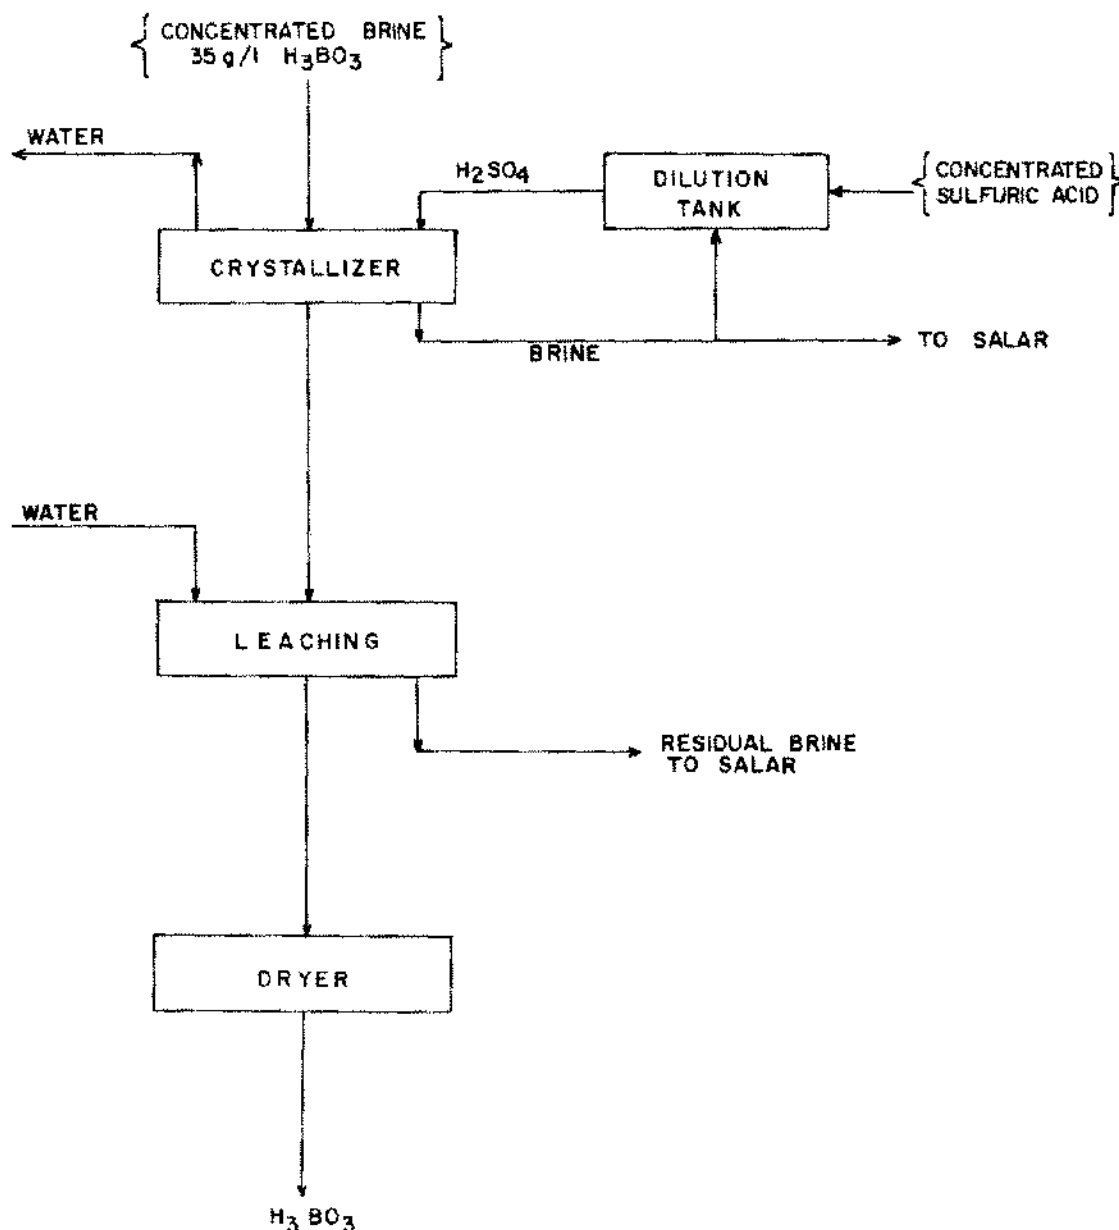 CONCENTRATED BRINE
35 g/l H₃BO₃
WATER
H₂SO₄
DILUTION
TANK
CONCENTRATED
SULFURIC ACID
CRYSTALLIZER
BRINE
TO SALAR
WATER
LEACHING
RESIDUAL BRINE
TO SALAR
DRYER
H₃BO₃